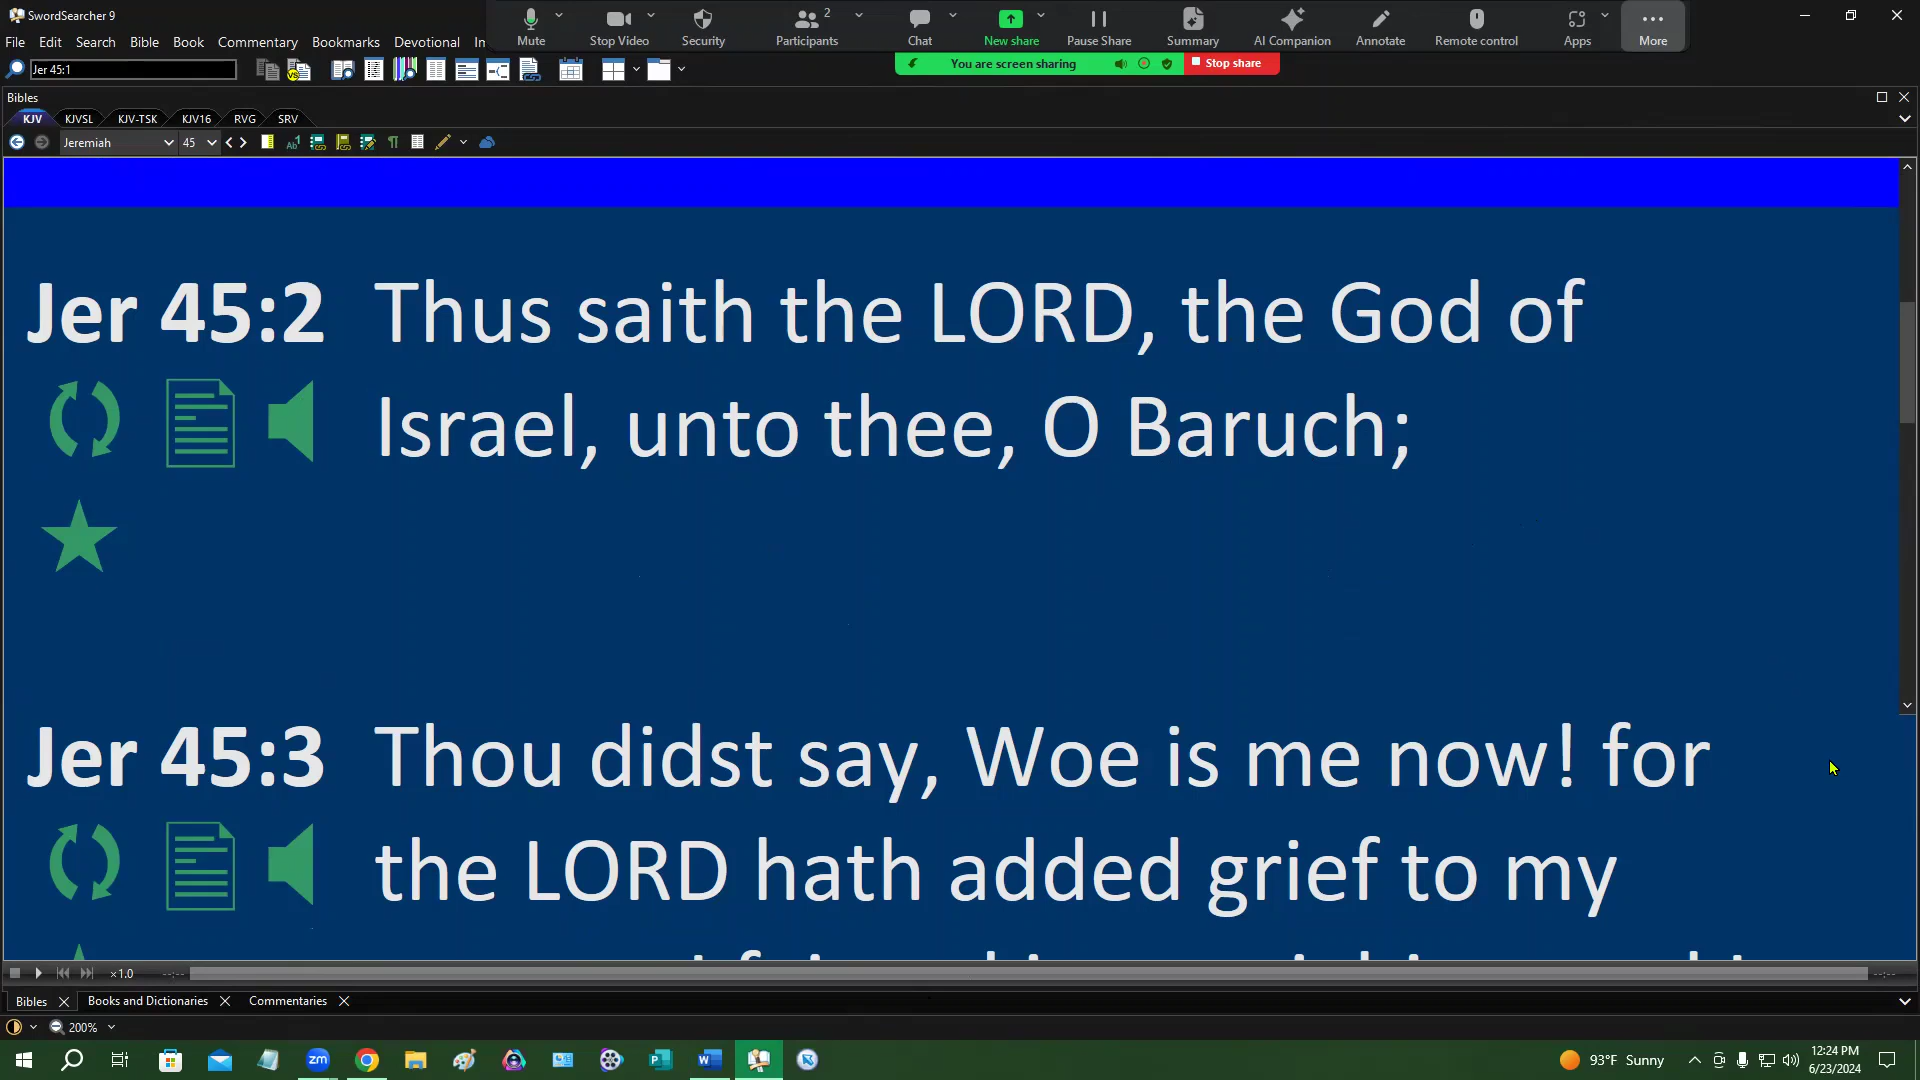 SwordSearcher 9
Mute
Stop Video
Security
Participants
2
Chat
New share
Pause Share
Summary
AI Companion
Annotate
Remote control
Apps
More
File Edit Search Bible Book Commentary Bookmarks Devotional
You are screen sharing
Stop share
Jer 45:1
Bibles
KJV KJVSL KJV-TSK KJV16 RVG SRV
Jeremiah 45
Jer 45:2 Thus saith the LORD, the God of
Israel, unto thee, O Baruch;
Jer 45:3 Thou didst say, Woe is me now! for
the LORD hath added grief to my
x1.0
--:--
--:--
Bibles Books and Dictionaries Commentaries
200%
zm
P
W
93°F Sunny
12:24 PM
6/23/2024